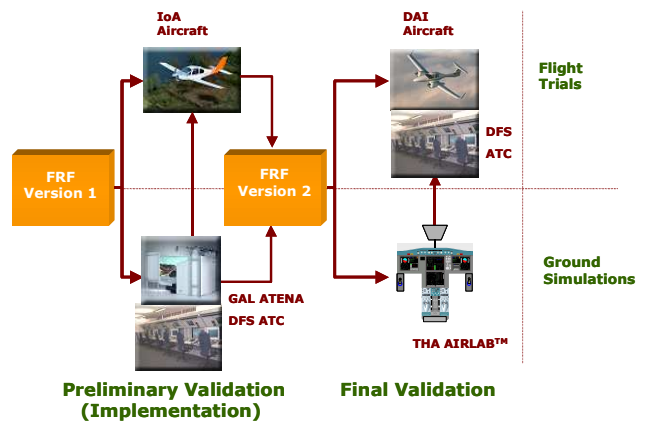 IoA
Aircraft
DAI
Aircraft
Flight
Trials
DFS
ATC
FRF
Version 1
FRF
Version 2
Ground
Simulations
GAL ATENA
DFS ATC
THA AIRLAB™
Preliminary Validation
(Implementation)
Final Validation